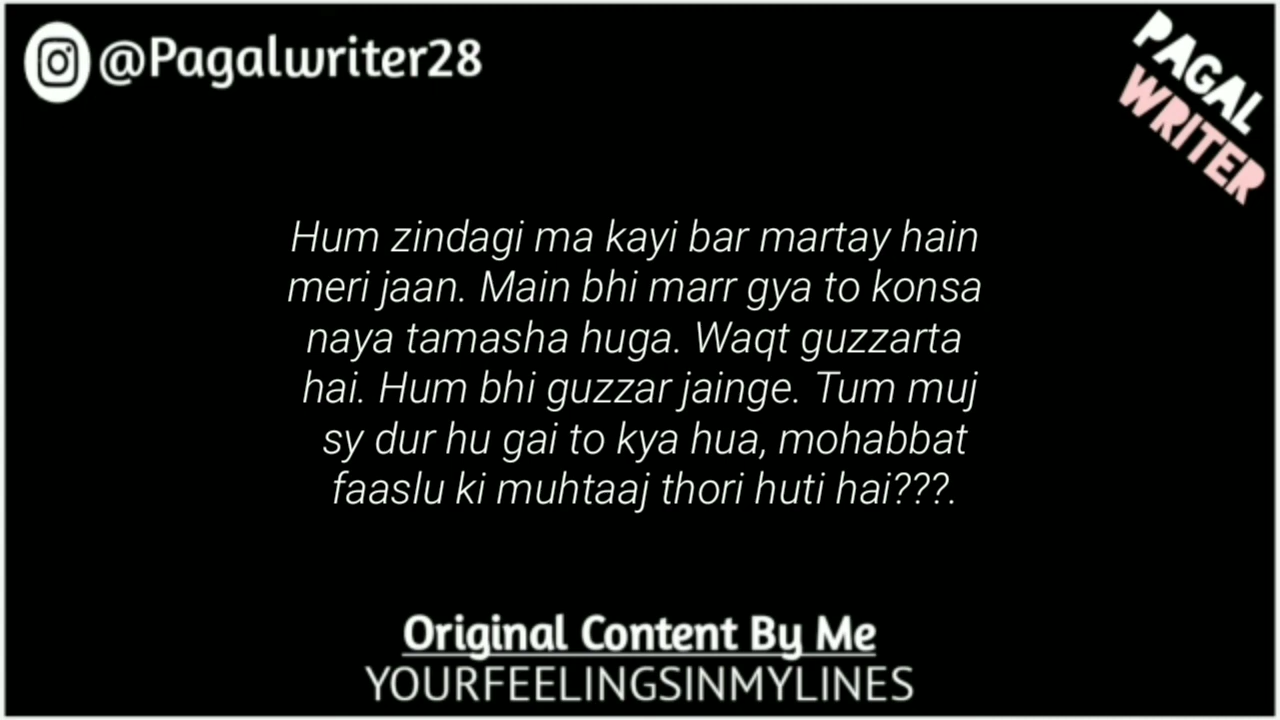 @Pagalwriter28
PAGAL
WRITER
Hum zindagi ma kayi bar martay hain
meri jaan. Main bhi marr gya to konsa
naya tamasha huga. Waqt guzzarta
hai. Hum bhi guzzar jainge. Tum muj
sy dur hu gai to kya hua, mohabbat
faaslu ki muhtaaj thori huti hai???.
Original Content By Me
YOURFEELINGSINMYLINES